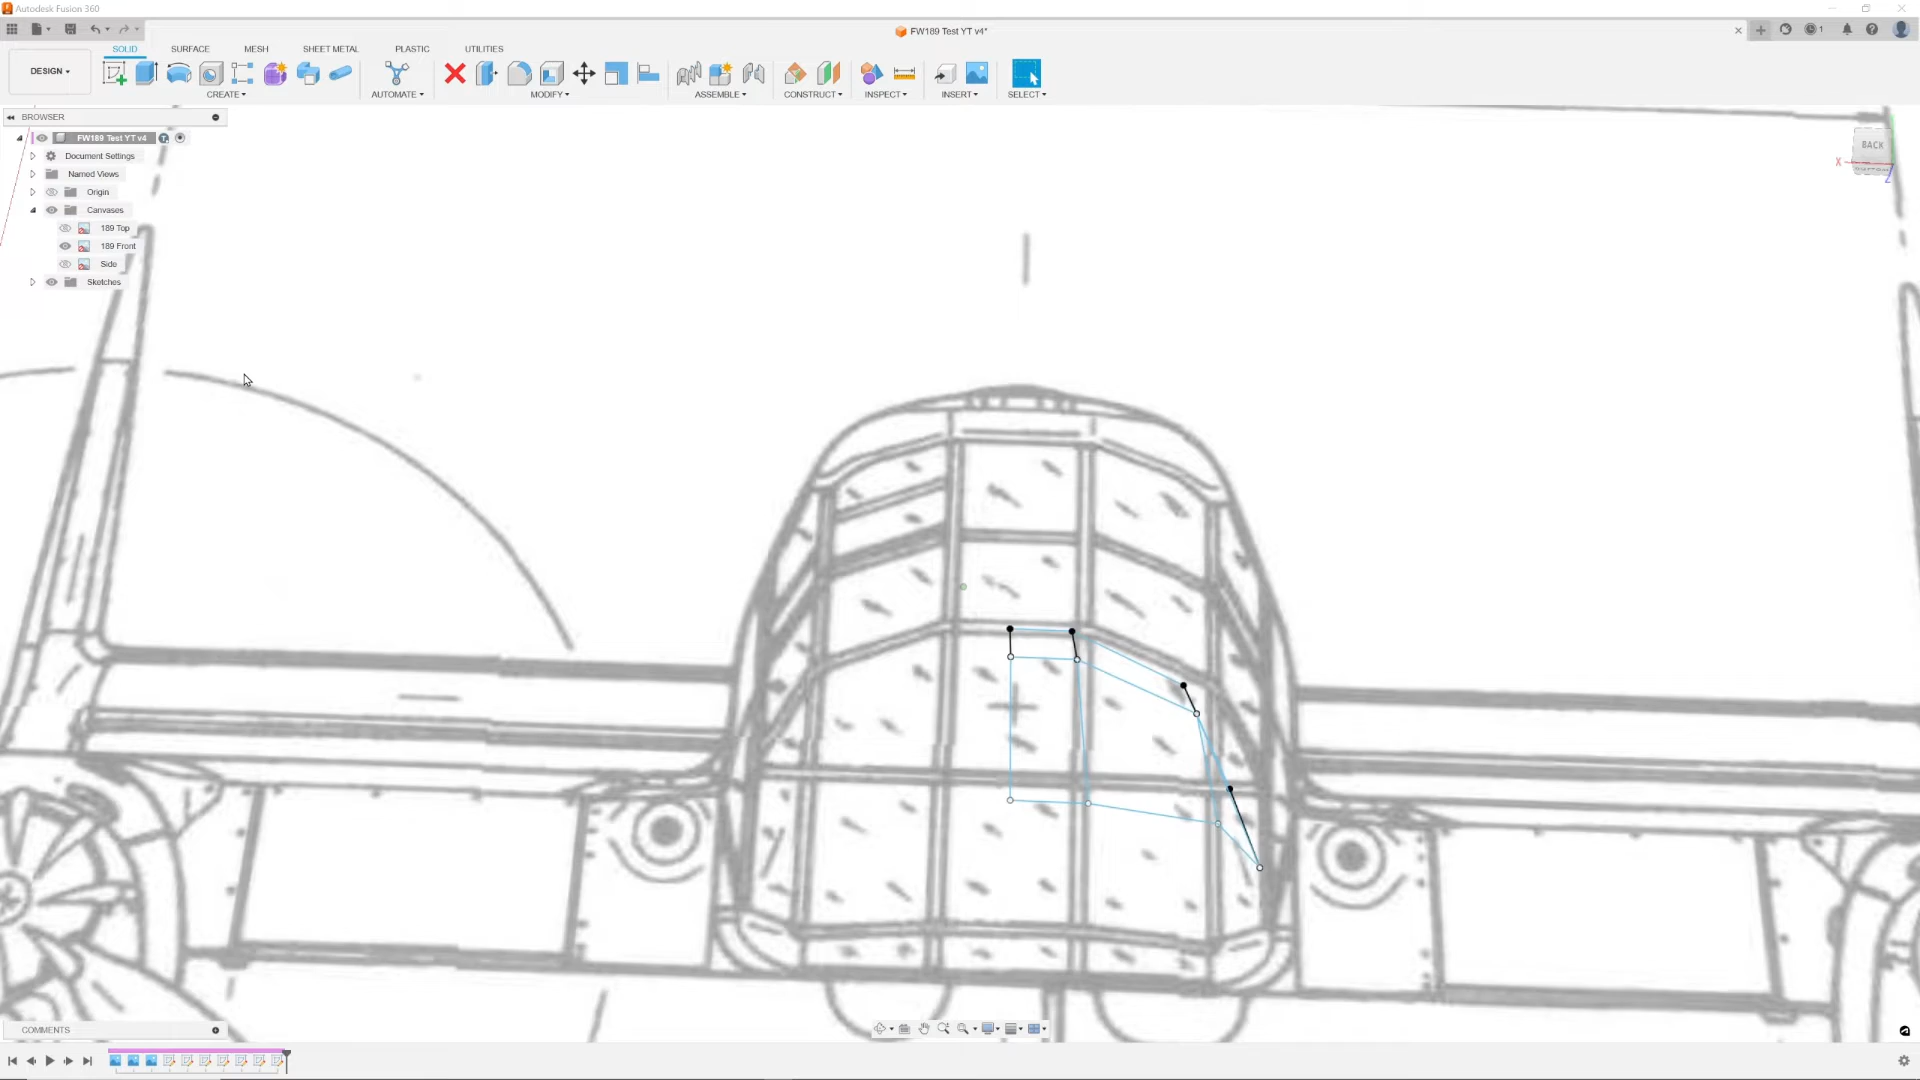 Autodesk Fusion 360
FW189 Test YT v4*
1
SOLID SURFACE MESH SHEET METAL PLASTIC UTILITIES
DESIGN
CREATE AUTOMATE MODIFY ASSEMBLE CONSTRUCT INSPECT INSERT SELECT
BROWSER
FW189 Test YT v4
Document Settings
Named Views
Origin
Canvases
189 Top
189 Front
Side
Sketches
BACK
X
Z
COMMENTS